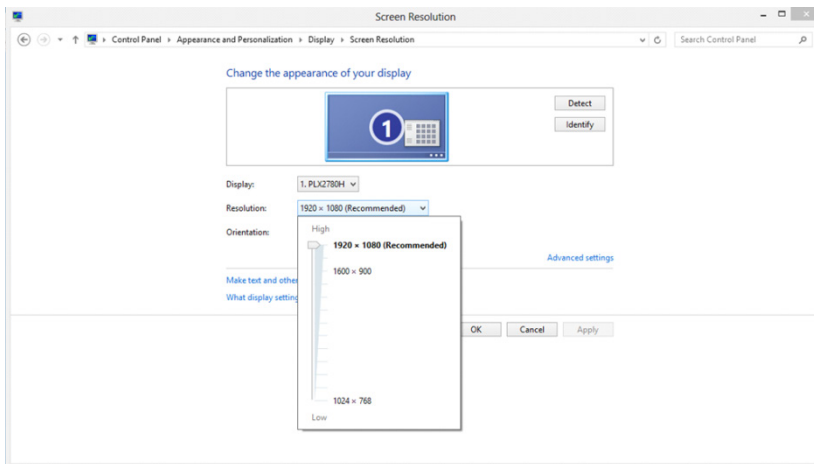 Screen Resolution
Control Panel Appearance and Personalization Display Screen Resolution
Search Control Panel
Change the appearance of your display
1
Detect
Identify
Display: 1. PLX2780H
Resolution: 1920 × 1080 (Recommended)
Orientation:
High
1920 × 1080 (Recommended)
1600 × 900
1024 × 768
Low
Advanced settings
Make text and other
What display setting
OK Cancel Apply